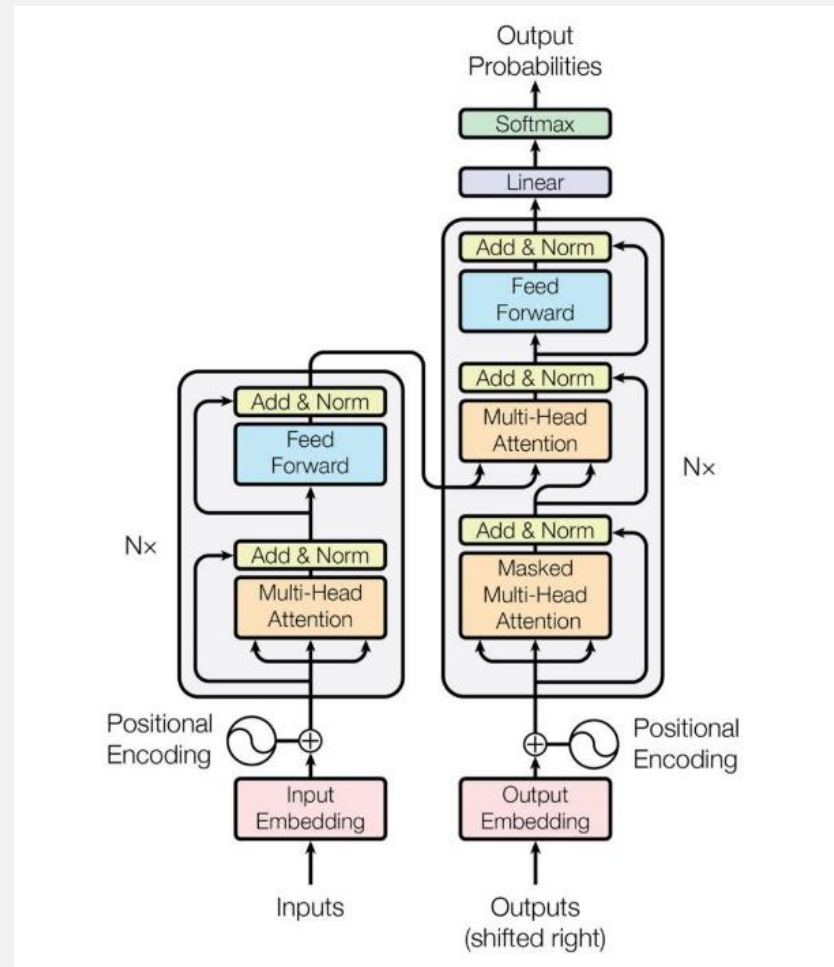 Output
Probabilities
Softmax
Linear
Add & Norm
Feed
Forward
Add & Norm
Multi-Head
Attention
Nx
Add & Norm
Masked
Multi-Head
Attention
Positional
Encoding
Output
Embedding
Outputs
(shifted right)
Add & Norm
Feed
Forward
Nx
Add & Norm
Multi-Head
Attention
Positional
Encoding
Input
Embedding
Inputs